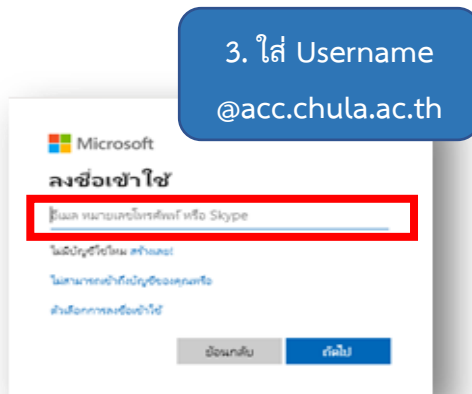 3. ใส่ Username
@acc.chula.ac.th
Microsoft
ลงชื่อเข้าใช้
อีเมล หมายเลขโทรศัพท์ หรือ Skype
ไม่มีบัญชีใช่ไหม สร้างเลย!
ไม่สามารถเข้าถึงบัญชีของคุณหรือ
ตัวเลือกการลงชื่อเข้าใช้
ย้อนกลับ
ถัดไป